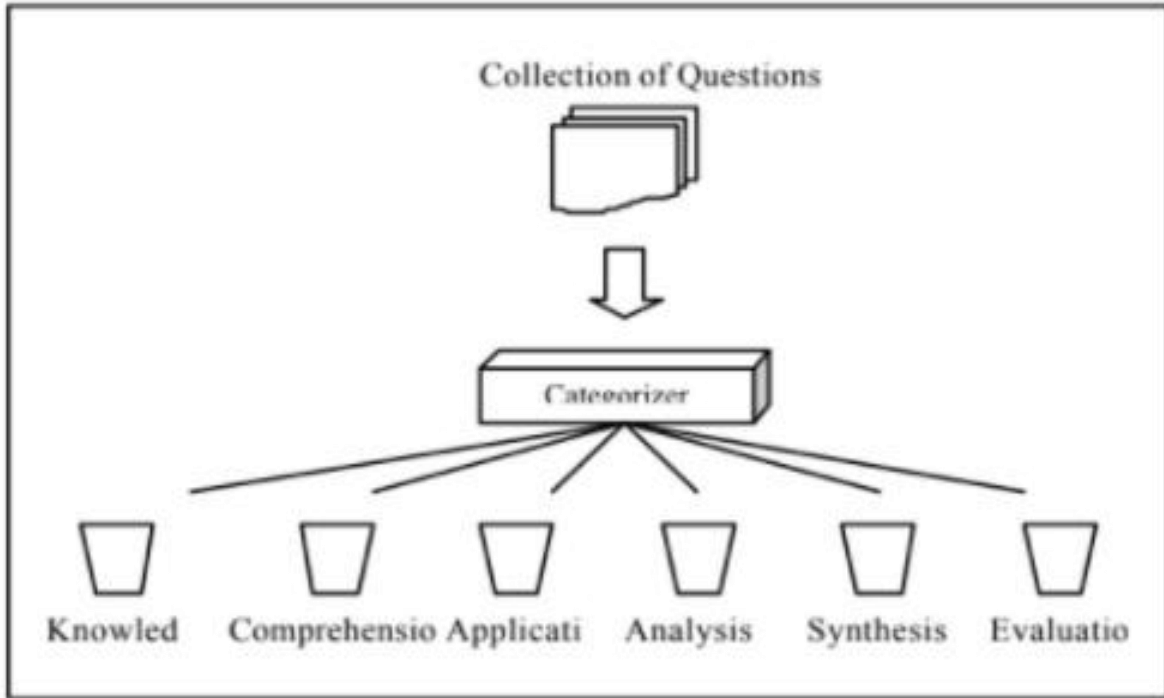 Collection of Questions
Categorizer
Knowled Comprehensio Applicati Analysis Synthesis Evaluatio